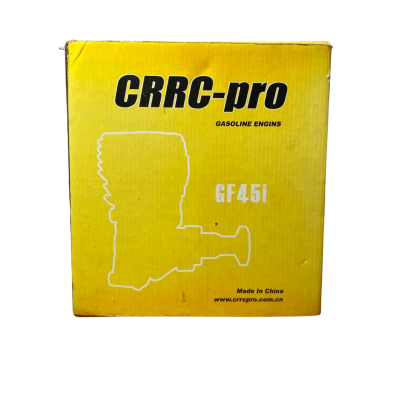 CRRC-pro
GASOLINE ENGINS
GF45i
Made In China
www.crrcpro.com.cn